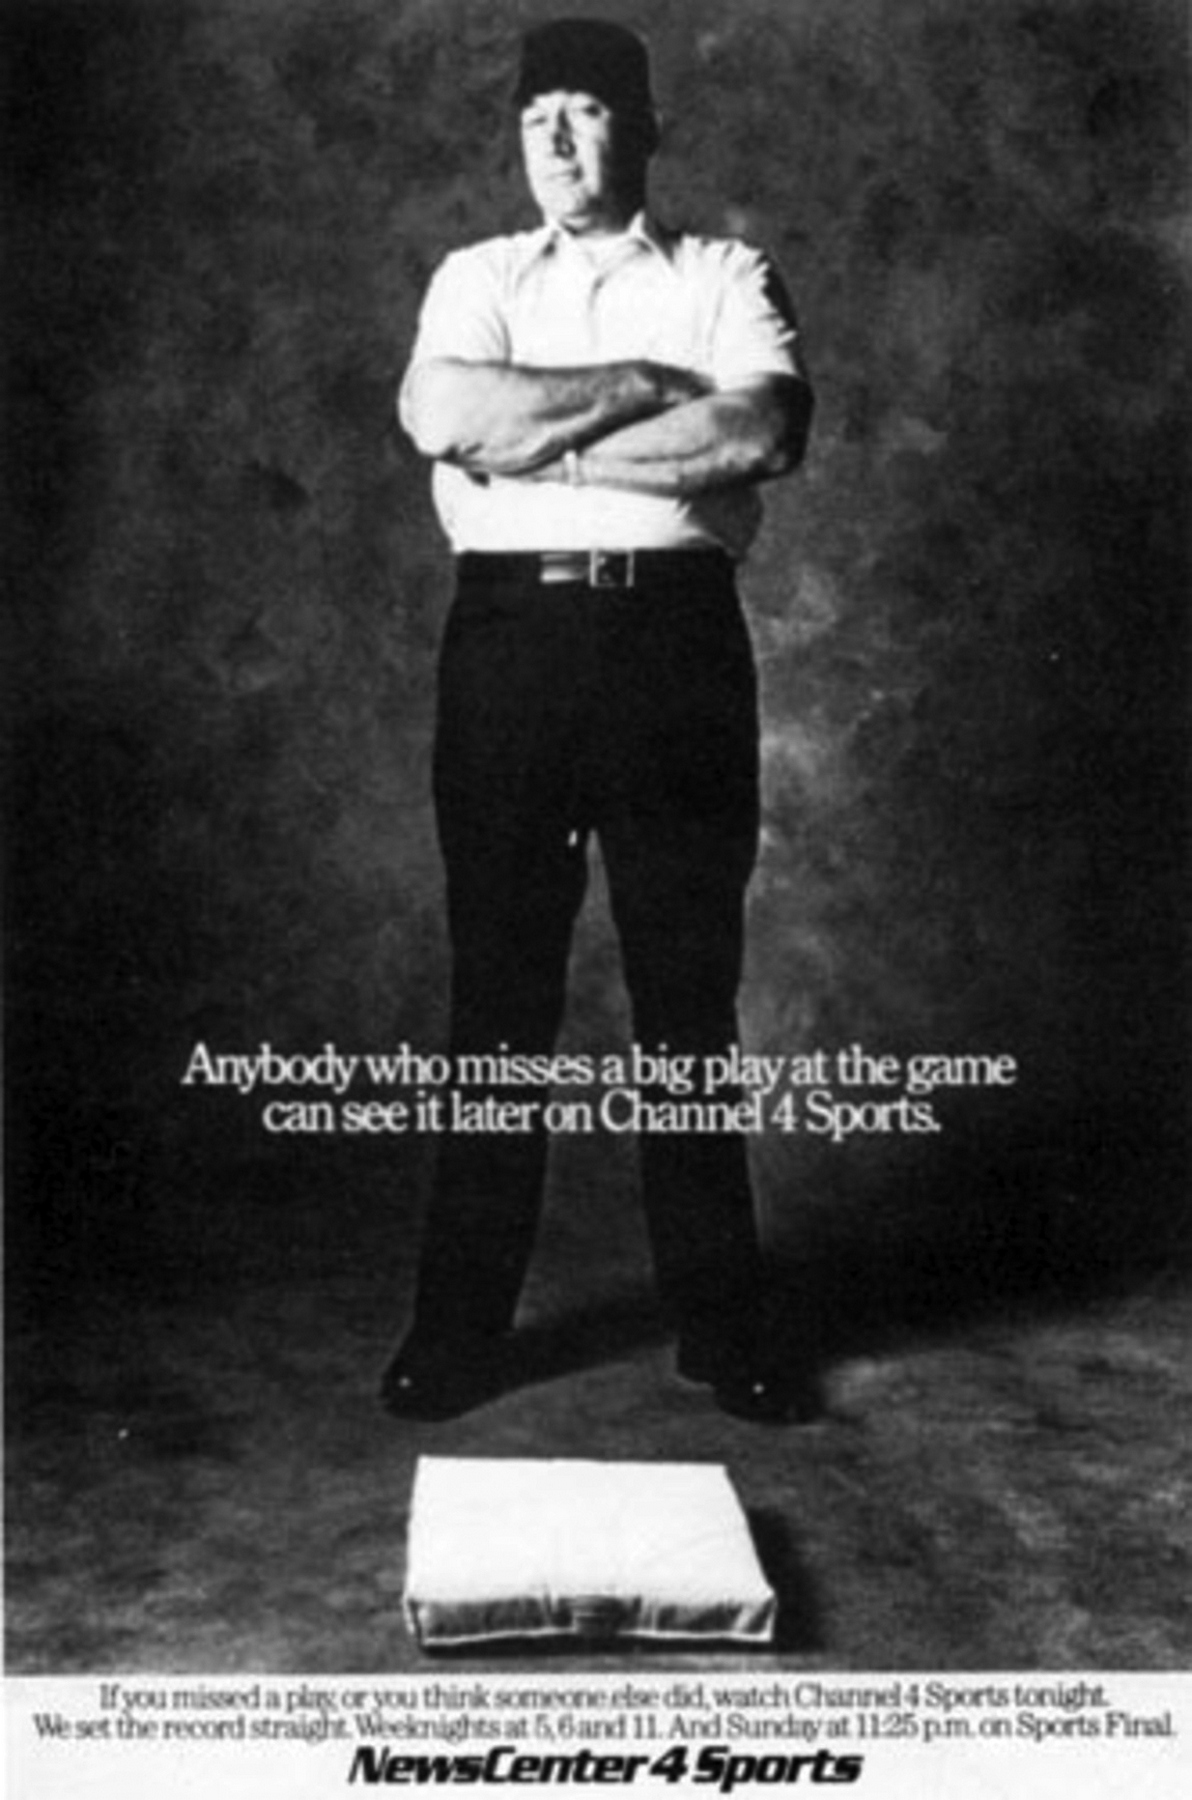 Anybody who misses a big play at the game
can see it later on Channel 4 Sports.
If you missed a play, or you think someone else did, watch Channel 4 Sports tonight.
We set the record straight. Weeknights at 5, 6 and 11. And Sunday at 11:25 p.m. on Sports Final.
NewsCenter 4 Sports